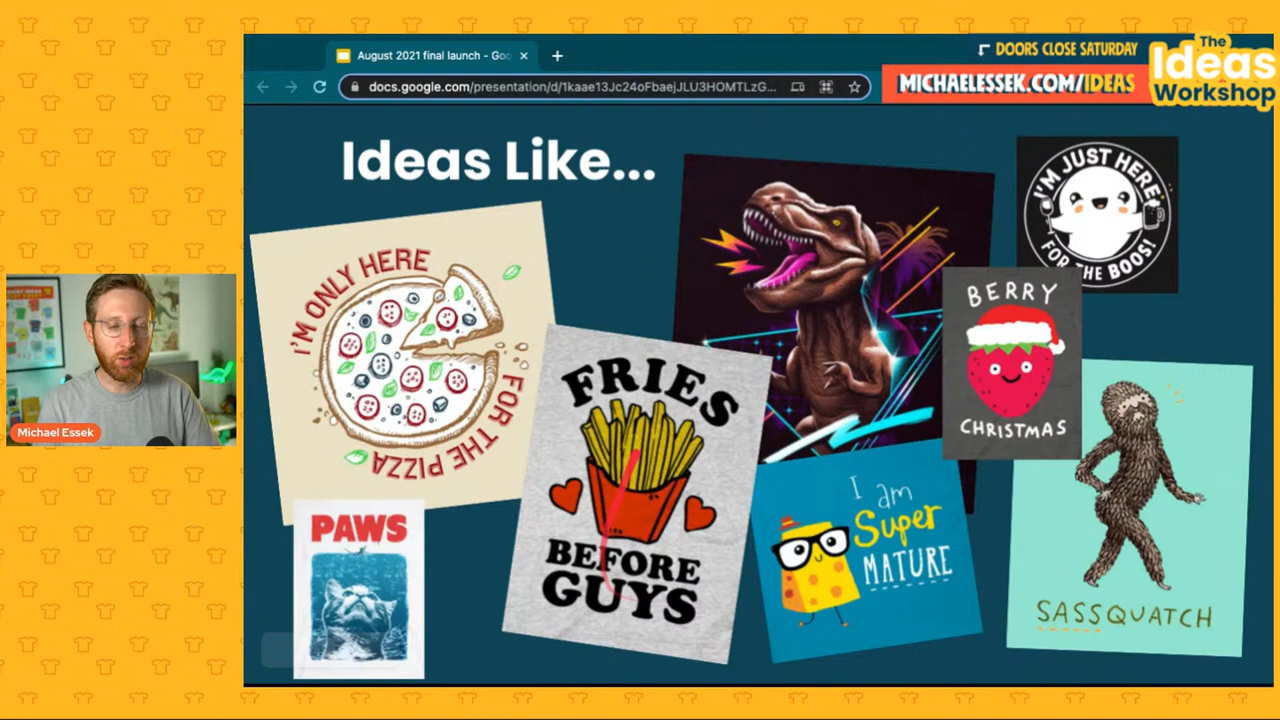 August 2021 final launch - Goo
docs.google.com/presentation/d/1kaae13Jc24oFbaejJLU3HOMTLzG...
DOORS CLOSE SATURDAY
MICHAELESSEK.COM/IDEAS
The
Ideas
Workshop
Ideas Like...
I'M ONLY HERE
FOR THE PIZZA
I'M JUST HERE
FOR THE BOOS!
BERRY
CHRISTMAS
FRIES
BEFORE
GUYS
I am
Super
MATURE
PAWS
SASSQUATCH
Michael Essek